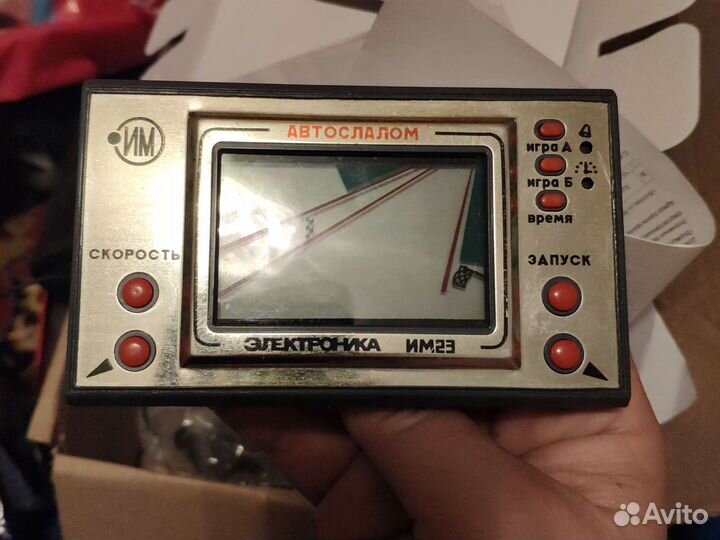 ИМ
АВТОСЛАЛОМ
игра А
игра Б
время
СКОРОСТЬ
ЗАПУСК
ЭЛЕКТРОНИКА ИМ23
Avito